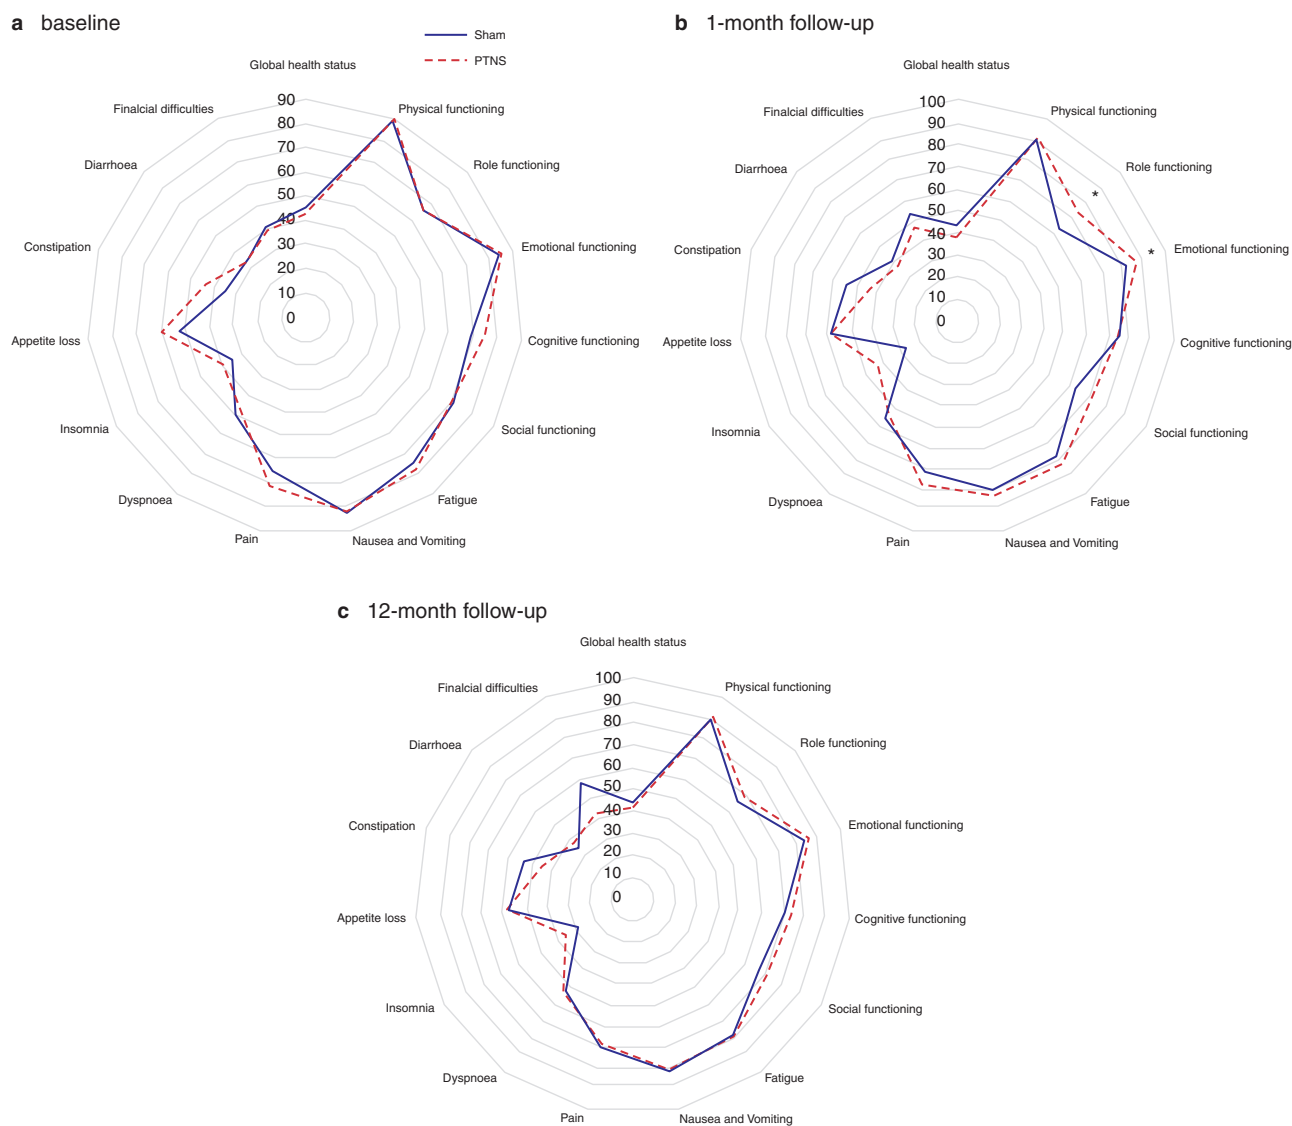 a baseline
Sham
PTNS
Global health status
Physical functioning
Role functioning
Emotional functioning
Cognitive functioning
Social functioning
Fatigue
Nausea and Vomiting
Pain
Dyspnoea
Insomnia
Appetite loss
Constipation
Diarrhoea
Finalcial difficulties
90
80
70
60
50
40
30
20
10
0
b 1-month follow-up
Global health status
Physical functioning
Role functioning
*
Emotional functioning
*
Cognitive functioning
Social functioning
Fatigue
Nausea and Vomiting
Pain
Dyspnoea
Insomnia
Appetite loss
Constipation
Diarrhoea
Finalcial difficulties
100
90
80
70
60
50
40
30
20
10
0
c 12-month follow-up
Global health status
Physical functioning
Role functioning
Emotional functioning
Cognitive functioning
Social functioning
Fatigue
Nausea and Vomiting
Pain
Dyspnoea
Insomnia
Appetite loss
Constipation
Diarrhoea
Finalcial difficulties
100
90
80
70
60
50
40
30
20
10
0